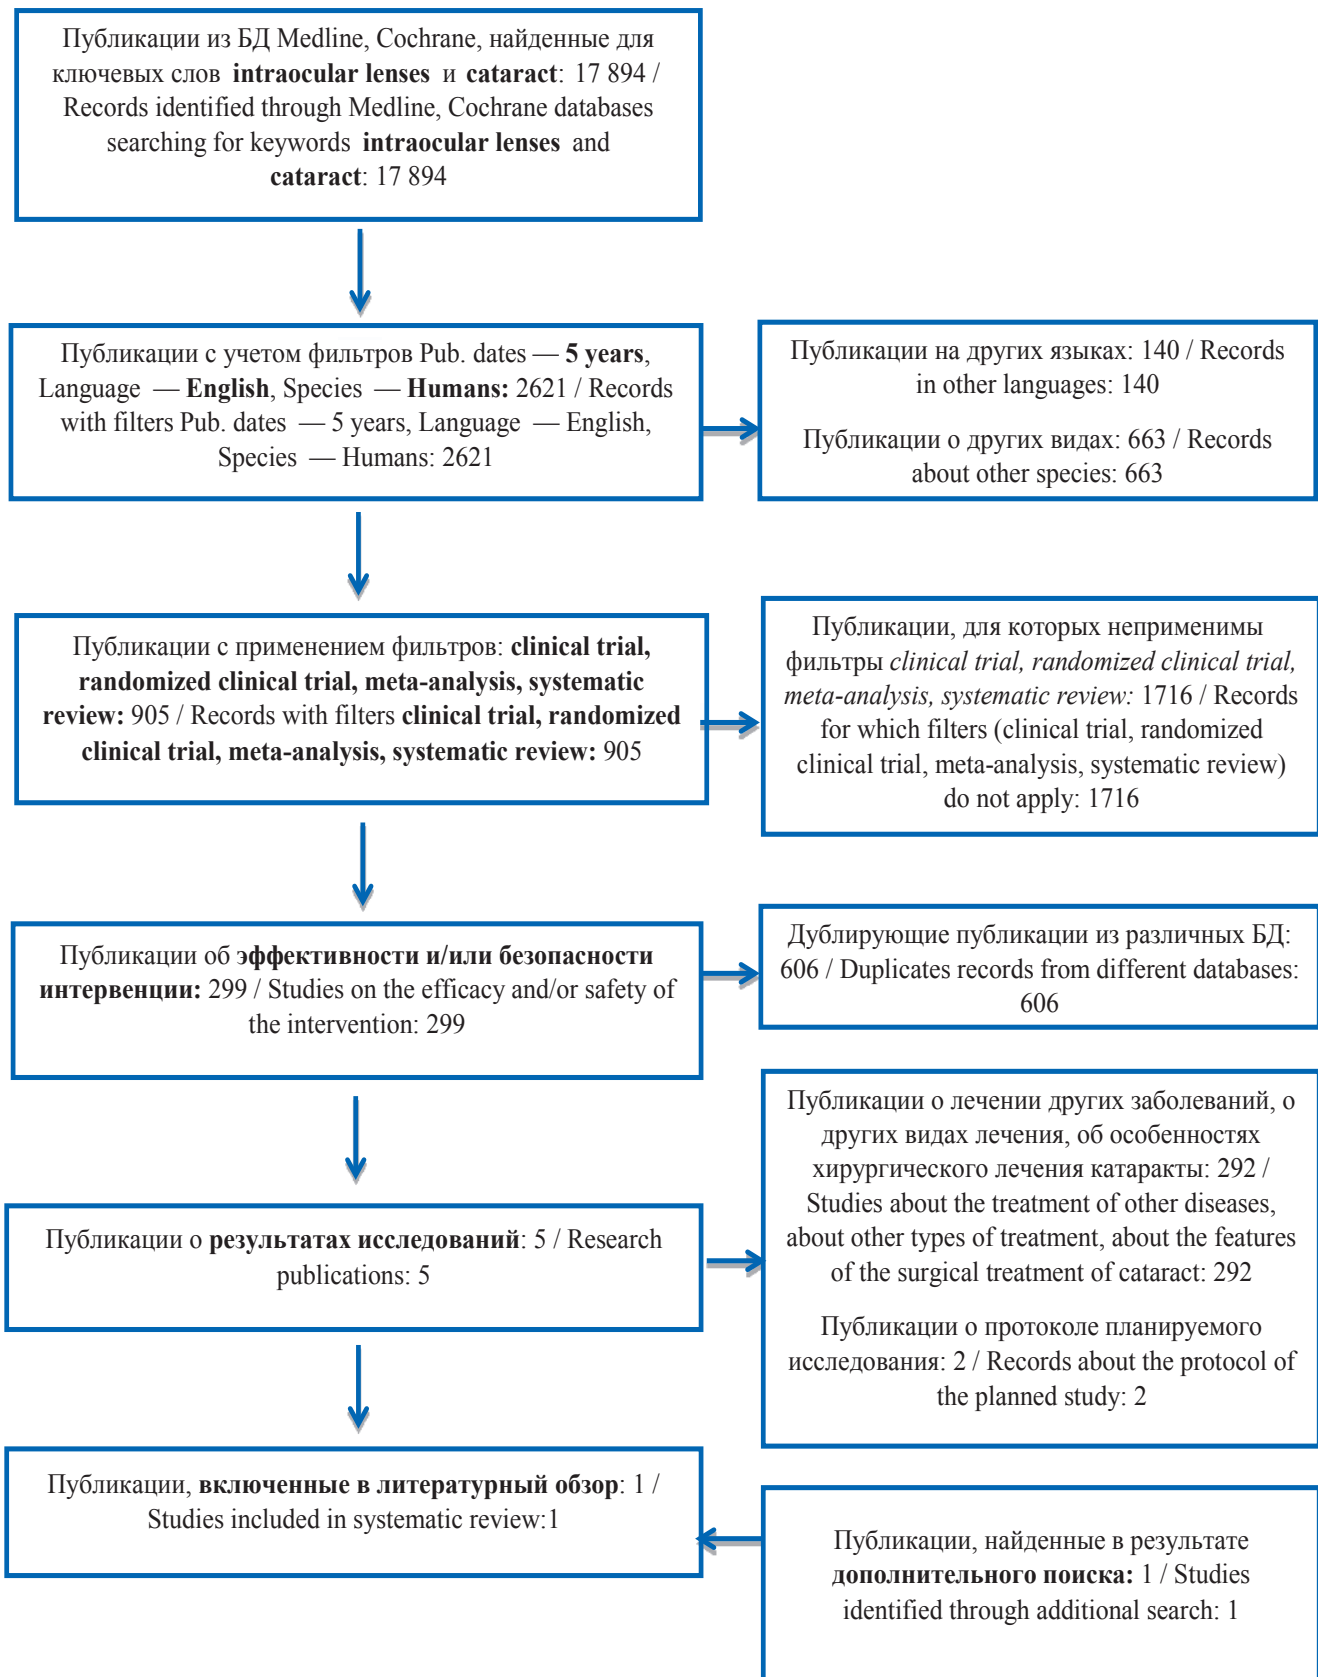 Публикации из БД Medline, Cochrane, найденные для
ключевых слов intraocular lenses и cataract: 17 894 /
Records identified through Medline, Cochrane databases
searching for keywords intraocular lenses and
cataract: 17 894
Публикации с учетом фильтров Pub. dates — 5 years,
Language — English, Species — Humans: 2621 / Records
with filters Pub. dates — 5 years, Language — English,
Species — Humans: 2621
Публикации на других языках: 140 / Records
in other languages: 140
Публикации о других видах: 663 / Records
about other species: 663
Публикации с применением фильтров: clinical trial,
randomized clinical trial, meta-analysis, systematic
review: 905 / Records with filters clinical trial, randomized
clinical trial, meta-analysis, systematic review: 905
Публикации, для которых неприменимы
фильтры clinical trial, randomized clinical trial,
meta-analysis, systematic review: 1716 / Records
for which filters (clinical trial, randomized
clinical trial, meta-analysis, systematic review)
do not apply: 1716
Публикации об эффективности и/или безопасности
интервенции: 299 / Studies on the efficacy and/or safety of
the intervention: 299
Дублирующие публикации из различных БД:
606 / Duplicates records from different databases:
606
Публикации о результатах исследований: 5 / Research
publications: 5
Публикации о лечении других заболеваний, о
других видах лечения, об особенностях
хирургического лечения катаракты: 292 /
Studies about the treatment of other diseases,
about other types of treatment, about the features
of the surgical treatment of cataract: 292
Публикации о протоколе планируемого
исследования: 2 / Records about the protocol of
the planned study: 2
Публикации, включенные в литературный обзор: 1 /
Studies included in systematic review:1
Публикации, найденные в результате
дополнительного поиска: 1 / Studies
identified through additional search: 1